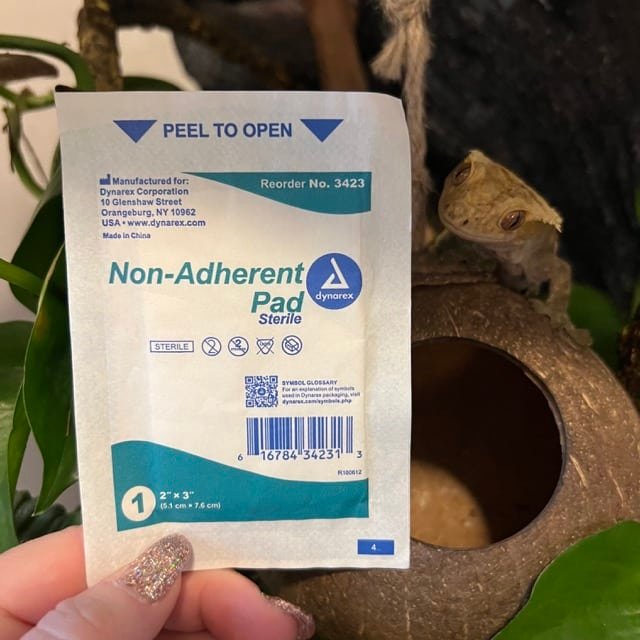 PEEL TO OPEN
Manufactured for:
Dynarex Corporation
10 Glenshaw Street
Orangeburg, NY 10962
USA • www.dynarex.com
Made in China
Reorder No. 3423
Non-Adherent
Pad
Sterile
dynarex
STERILE
SYMBOL GLOSSARY
For an explanation of symbols
used in Dynarex packaging, visit
dynarex.com/symbols.php
6 16784 34231 3
R180612
1
2" × 3"
(5.1 cm × 7.6 cm)
4